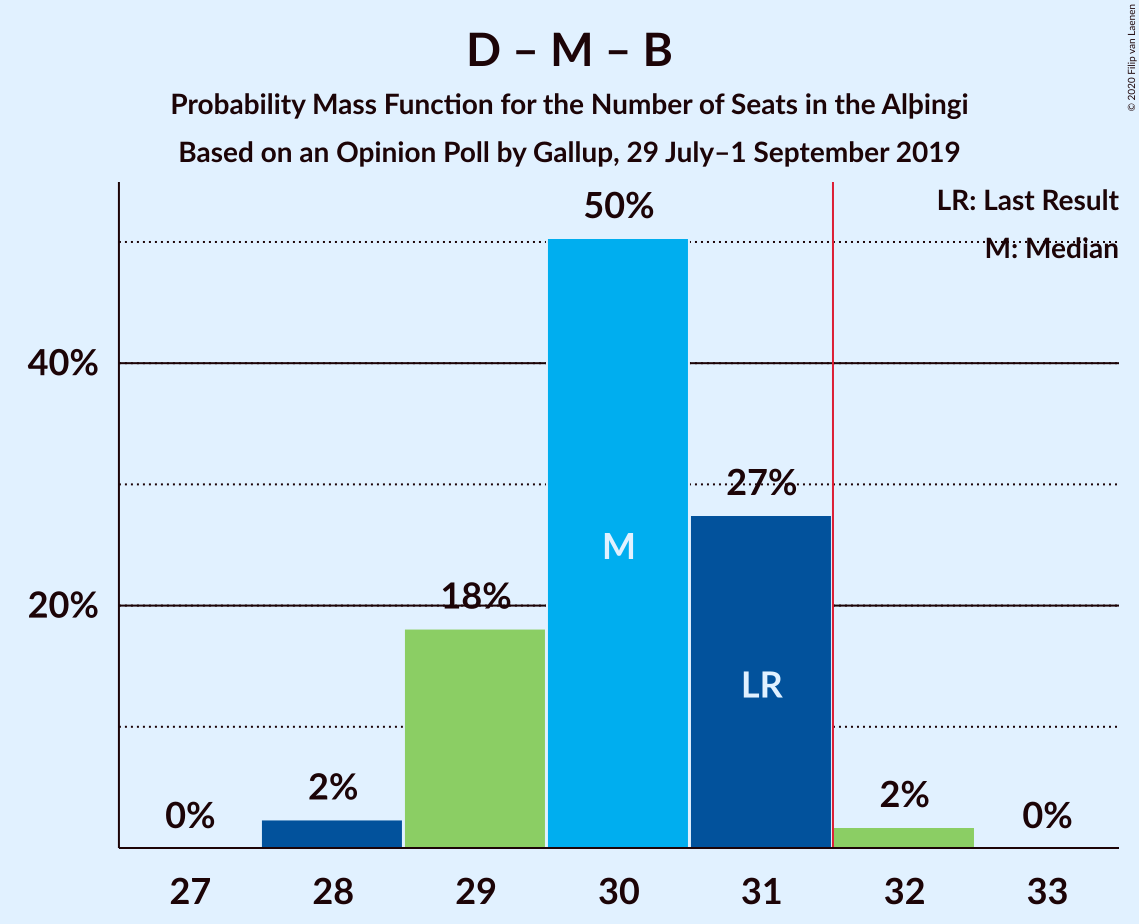 D – M – B
Probability Mass Function for the Number of Seats in the Alþingi
Based on an Opinion Poll by Gallup, 29 July–1 September 2019
© 2020 Filip van Laenen
LR: Last Result
M: Median
50%
40%
27%
M
18%
20%
LR
2%
2%
0%
0%
27 28 29 30 31 32 33